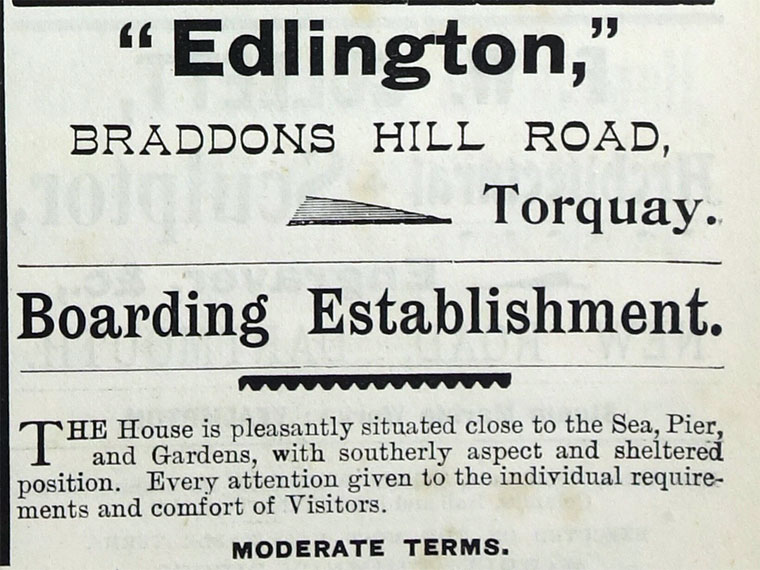 “Edlington,”
BRADDONS HILL ROAD,
Torquay.
Boarding Establishment.
THE House is pleasantly situated close to the Sea, Pier,
and Gardens, with southerly aspect and sheltered
position. Every attention given to the individual require-
ments and comfort of Visitors.
MODERATE TERMS.